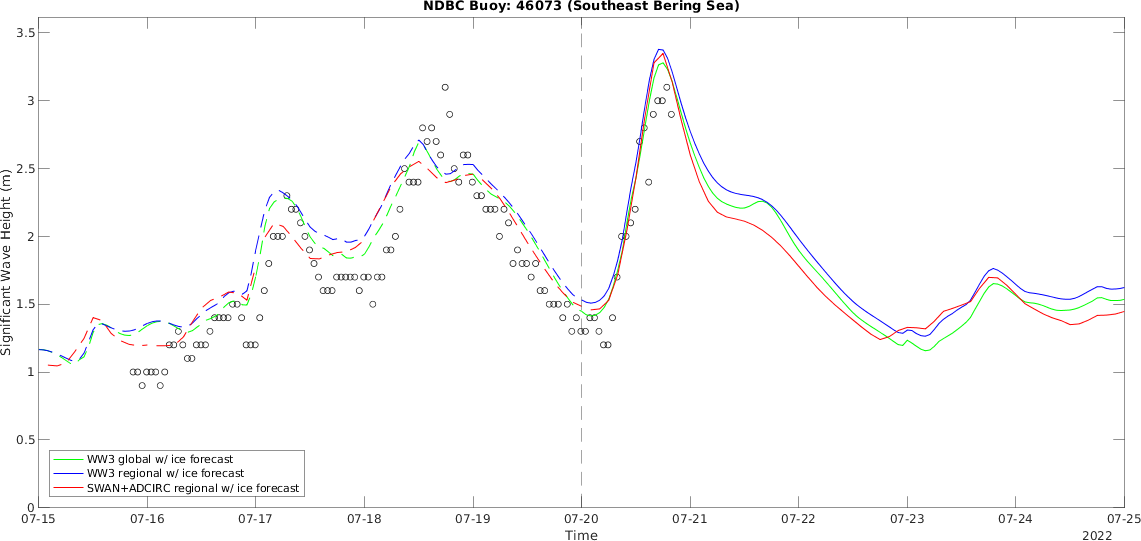 NDBC Buoy: 46073 (Southeast Bering Sea)
Significant Wave Height (m)
3.5
3
2.5
2
1.5
1
0.5
0
WW3 global w/ ice forecast
WW3 regional w/ ice forecast
SWAN+ADCIRC regional w/ ice forecast
07-15 07-16 07-17 07-18 07-19 07-20 07-21 07-22 07-23 07-24 07-25
Time
2022